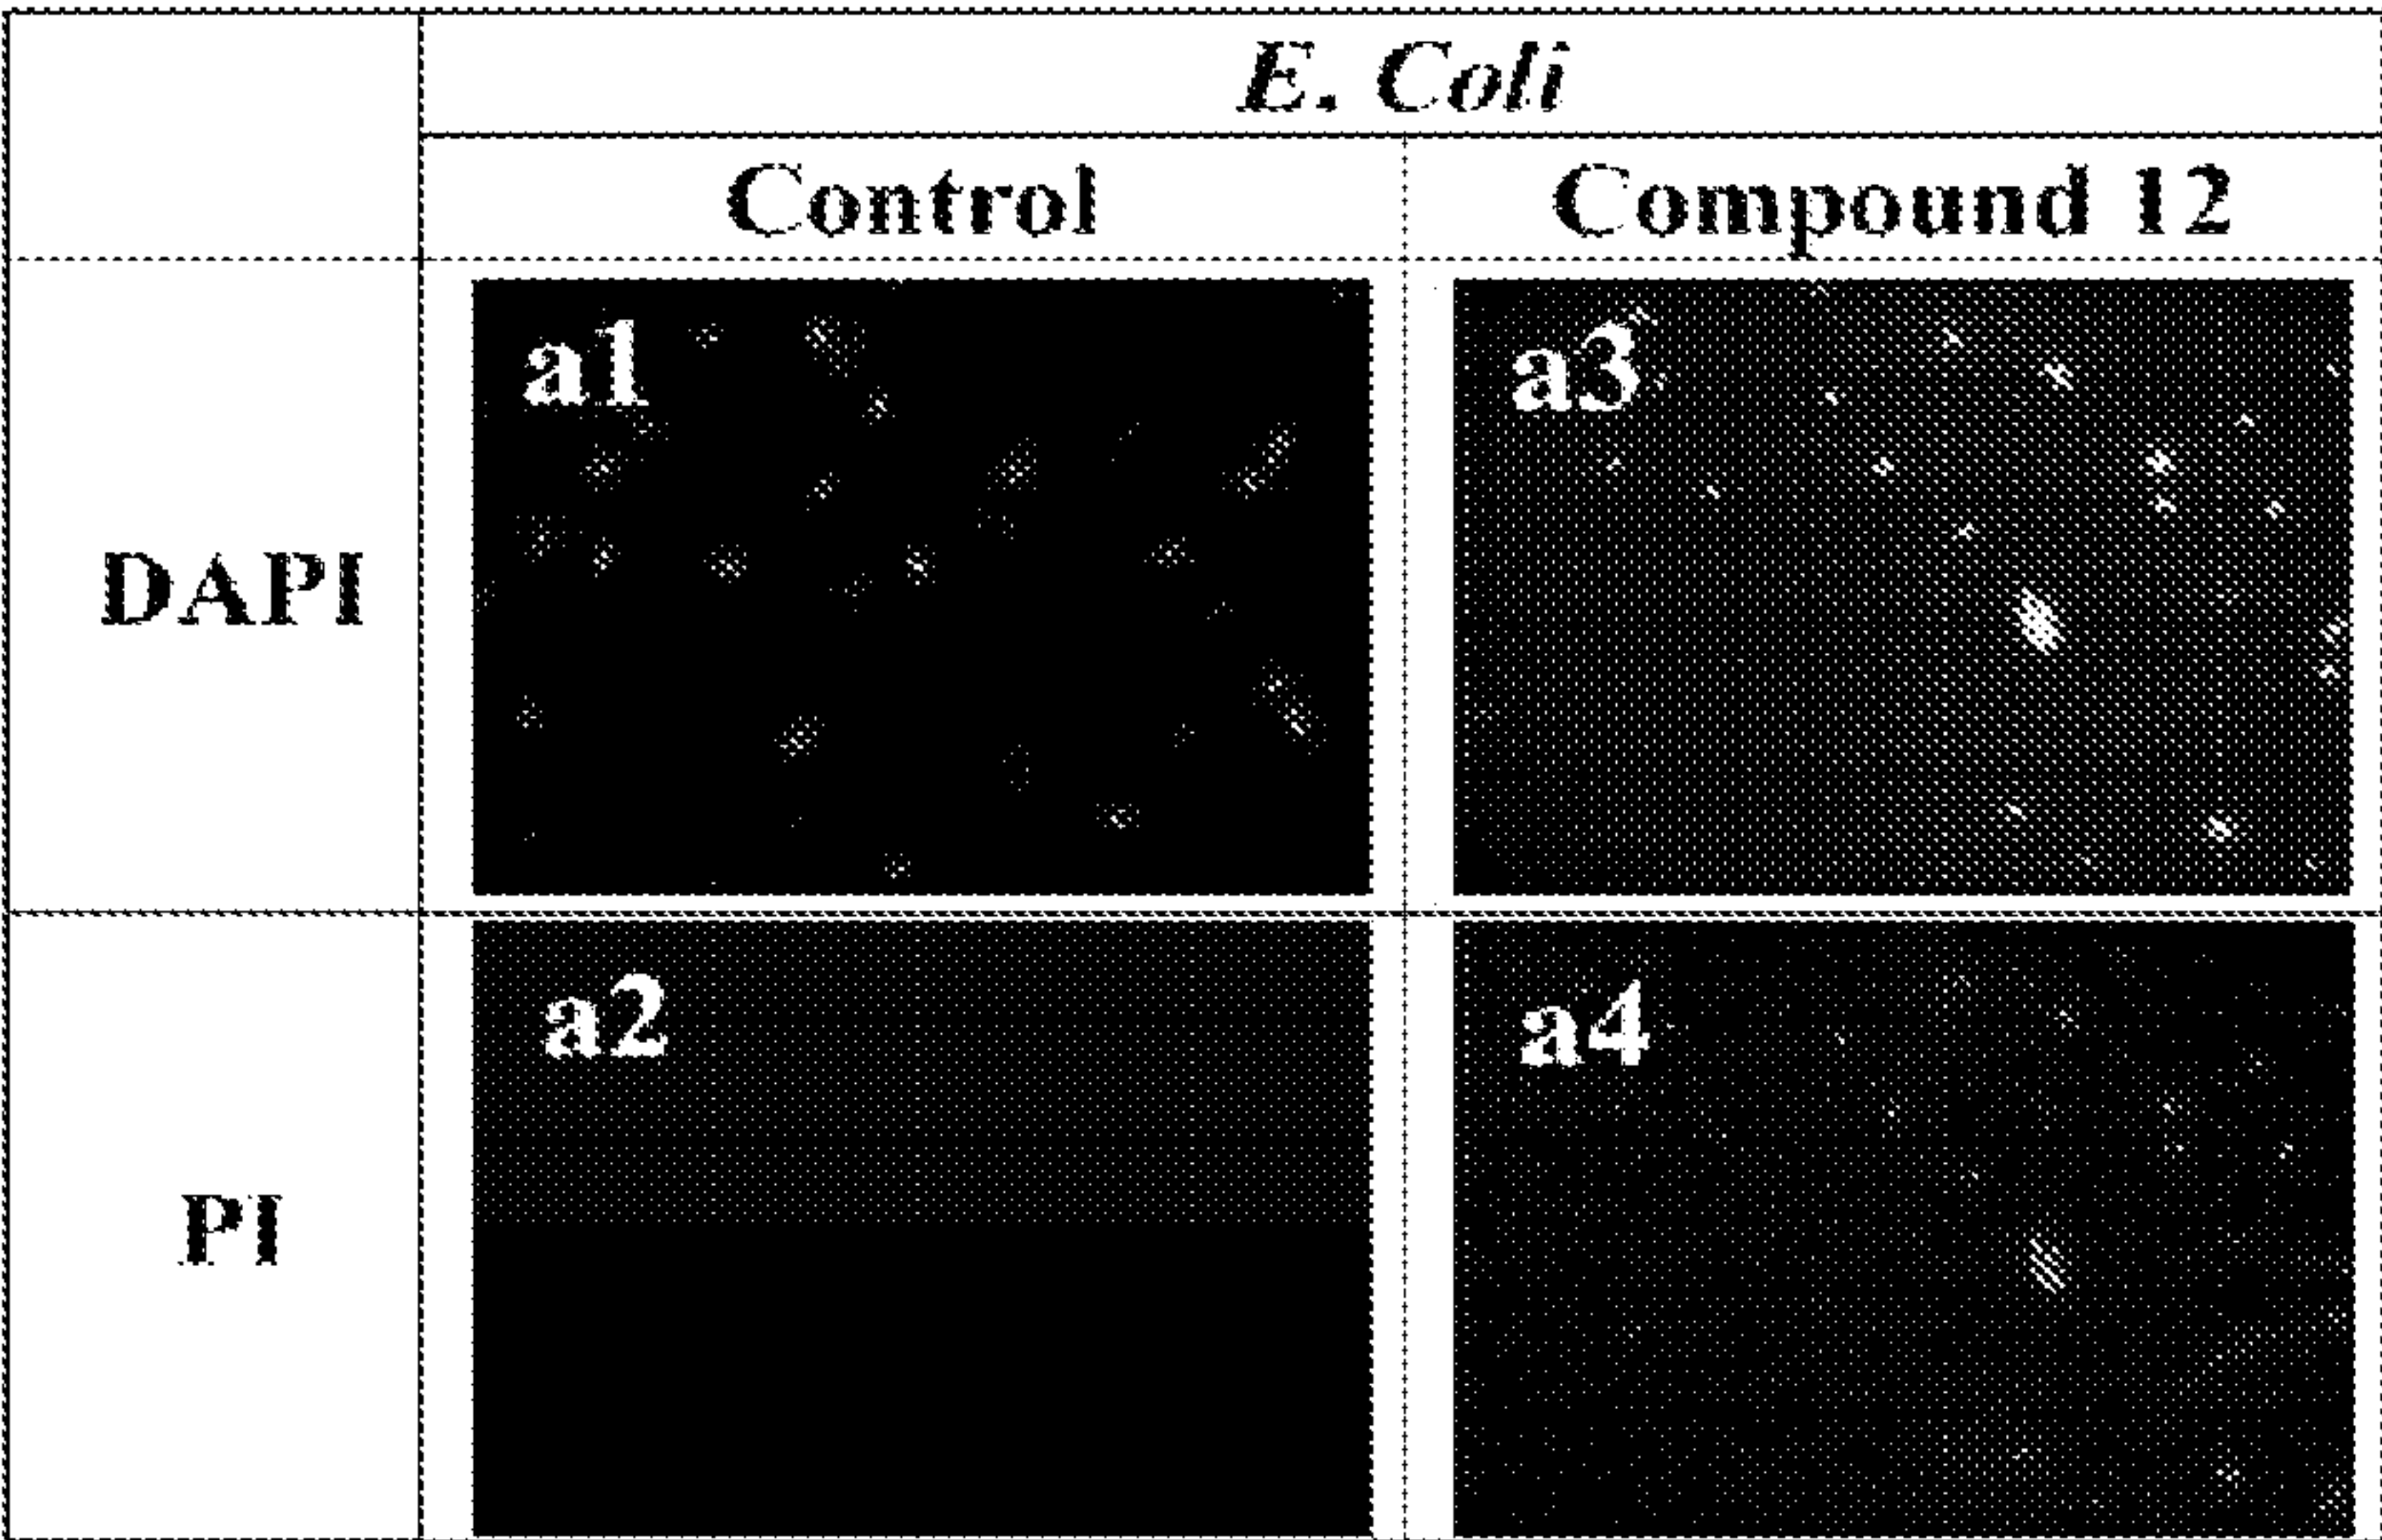 E. Coli
Control Compound 12
DAPI
a1
a3
PI
a2
a4